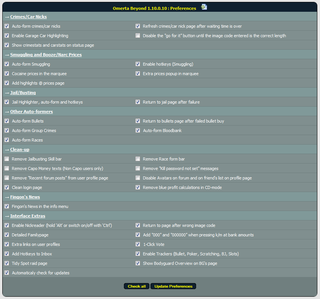 Omerta Beyond 1.10.0.10 : Preferences
-> Crimes/Car Nicks
Auto-form crimes/car nicks
Refresh crimes/car nick page after waiting time is over
Enable Garage Car Highlighting
Disable the "go for it" button until the image code entered is the correct length
Show crimestats and carstats on status page
-> Smuggling and Booze/Narc Prices
Auto-form Smuggling
Enable hotkeys (Smuggling)
Cocaine prices in the marquee
Extra prices popup in marquee
Add highlights @ prices page
-> Jail/Busting
Jail Highlighter, auto-form and hotkeys
Return to jail page after failure
-> Other Auto-formers
Auto-form Bullets
Return to bullets page after failed bullet buy
Auto-form Group Crimes
Auto-form Bloodbank
Auto-form Races
-> Clean-up
Remove Jailbusting Skill bar
Remove Race form bar
Remove Capo Money texts (Non Capo users only)
Remove "kill password not set" messages
Remove "Recent forum posts" from user profile page
Disable Avatars on forum and on friend's list on profile page
Clean login page
Remove blue profit calculations in CD mode
-> Fingon's News
Fingon's News in the info menu
-> Interface Extras
Enable Nickreader (hold 'Alt' or switch on/off with 'Ctrl')
Return to page after wrong image code
Detailed Familypage
Add "000" and "000000" when pressing k/m at bank amounts
Extra links on user profiles
1-Click Vote
Add Hotkeys to Inbox
Enable Trackers (Bullet, Poker, Scratching, BJ, Slots)
Tidy Spot raid page
Show Bodyguard Overview on BG's page
Automatically check for updates
Check all
Update Preferences